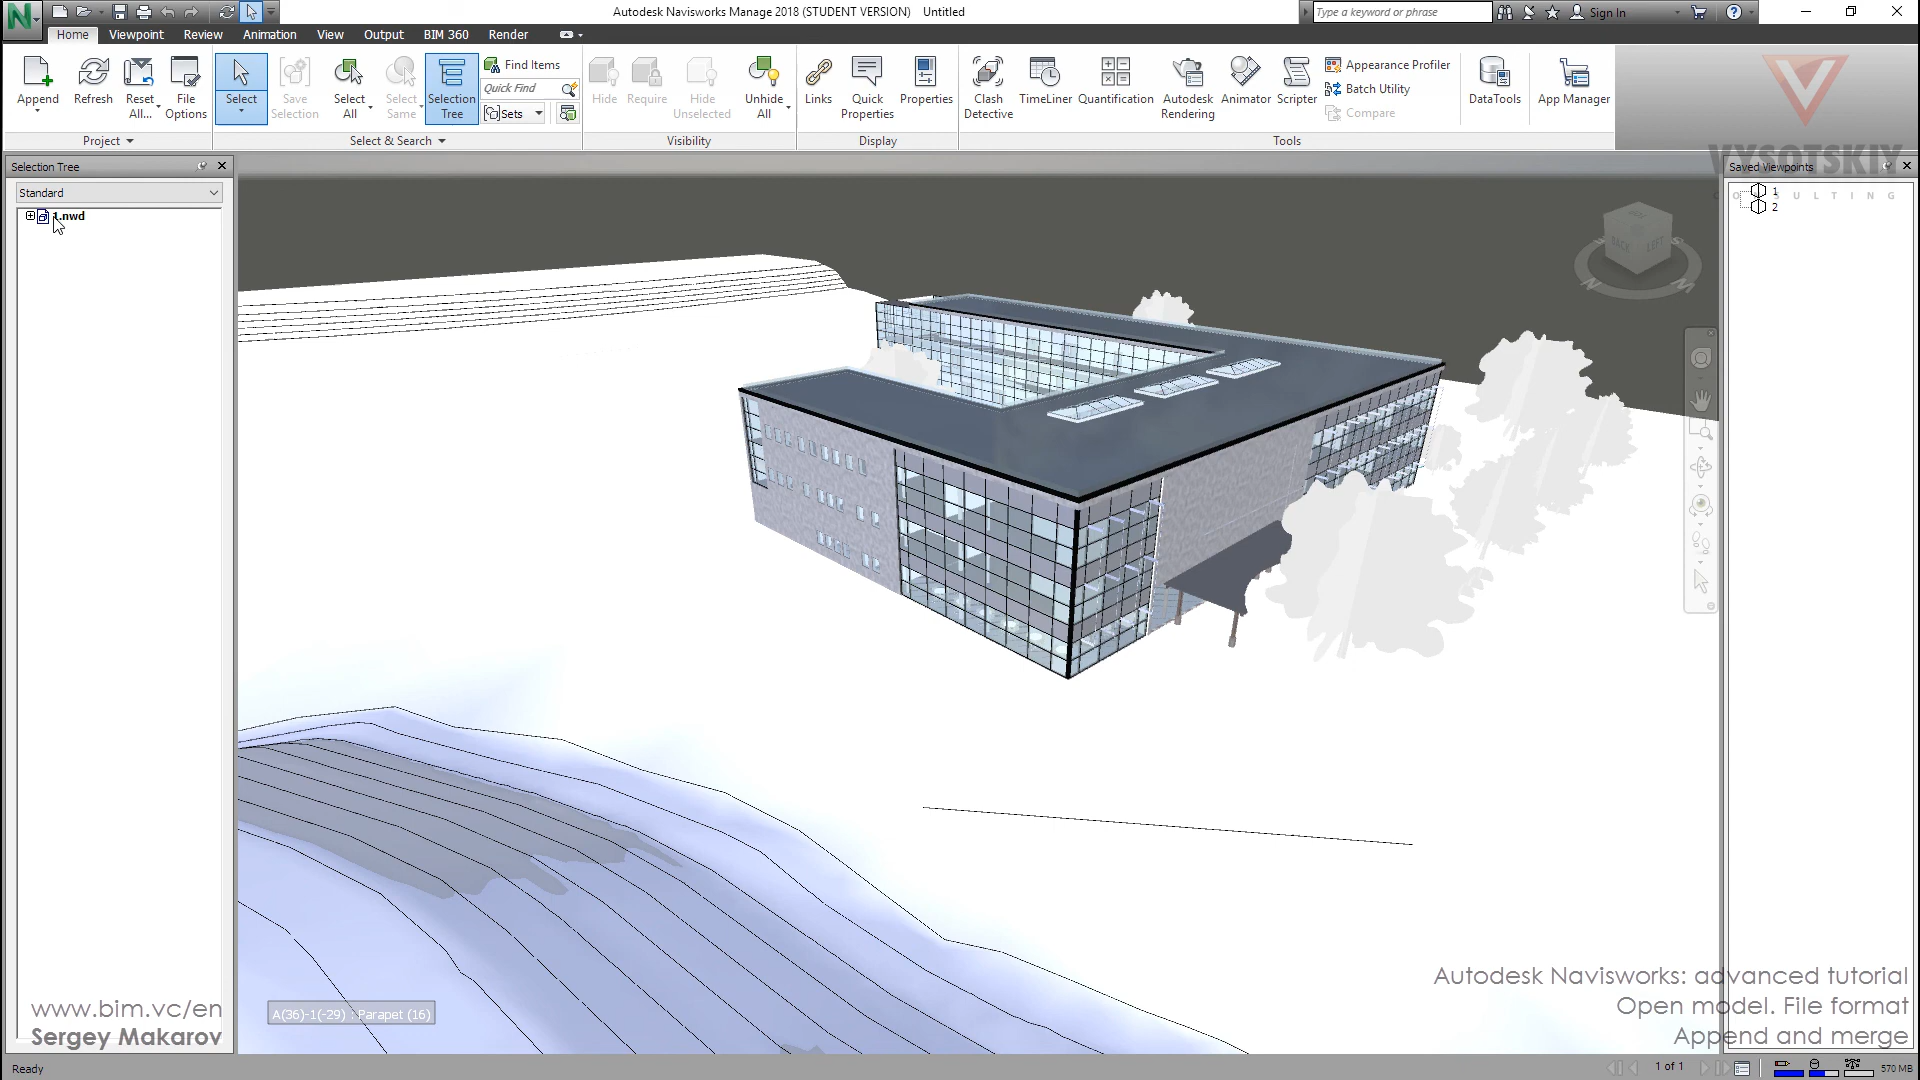 Autodesk Navisworks Manage 2018 (STUDENT VERSION) Untitled
Type a keyword or phrase
Sign In
Home Viewpoint Review Animation View Output BIM 360 Render
Append
Refresh
Reset
All...
File
Options
Select
Save
Selection
Select
All
Select
Same
Selection
Tree
Find Items
Quick Find
Sets
Hide
Require
Hide
Unselected
Unhide
All
Links
Quick
Properties
Properties
Clash
Detective
TimeLiner
Quantification
Autodesk
Rendering
Animator
Scripter
Appearance Profiler
Batch Utility
Compare
DataTools
App Manager
Project
Select & Search
Visibility
Display
Tools
VYSOTSKIY
Selection Tree
Saved Viewpoints
Standard
1.nwd
1
2
BACK
LEFT
A(36)-1(-29) : Parapet (16)
www.bim.vc/en
Sergey Makarov
Autodesk Navisworks: advanced tutorial
Open model. File format
Append and merge
Ready
1 of 1
570 MB